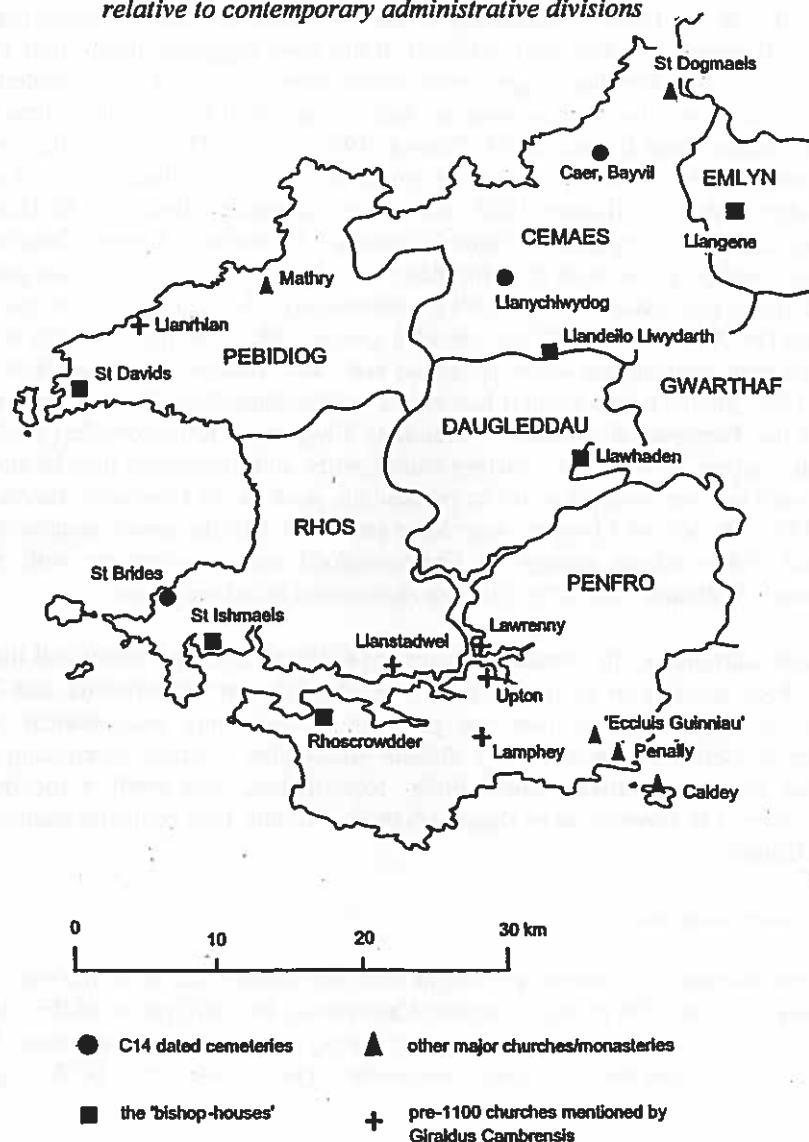 relative to contemporary administrative divisions
St Dogmaels
Caer, Bayvil
EMLYN
Llangene
CEMAES
Mathry
Llanychlwydog
Llanrhian
Llandeilo Llwydarth
PEBIDIOG
St Davids
GWARTHAF
DAUGLEDDAU
Llawhaden
RHOS
St Brides
PENFRO
St Ishmaels
Lawrenny
Llanstadwel
Upton
Rhoscrowdder
Lamphey
'Eccluis Guinniau'
Penally
Caldey
0
10
20
30 km
C14 dated cemeteries
other major churches/monasteries
the 'bishop-houses'
pre-1100 churches mentioned by
Giraldus Cambrensis